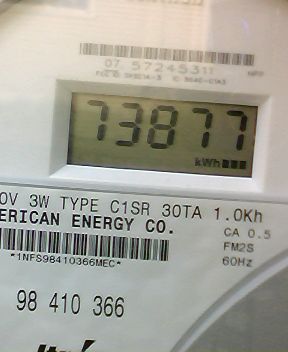 07 57245311
73877
kWh
0V 3W TYPE C1SR 30TA 1.0Kh
ERICAN ENERGY CO.
CA 0.5
FM2S
60Hz
*1NFS98410366MEC*
98 410 366